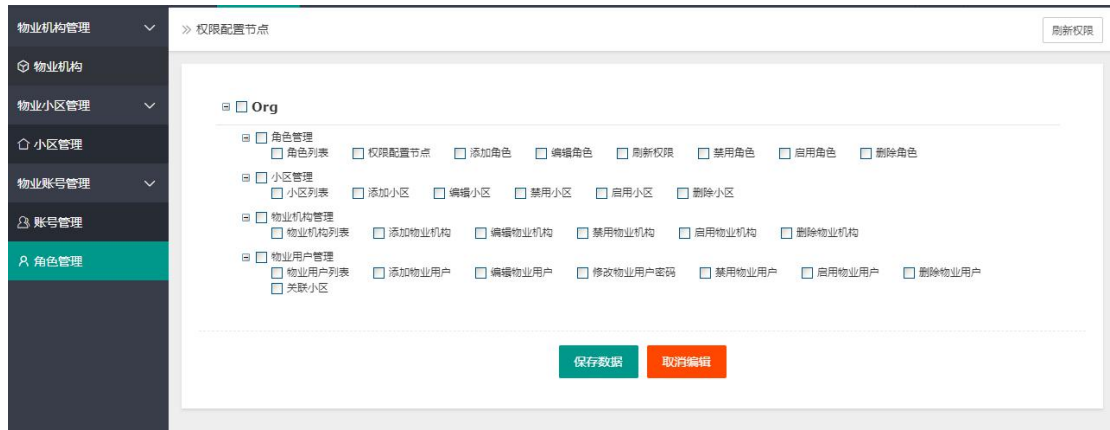 物业机构管理
物业机构
物业小区管理
小区管理
物业账号管理
账号管理
角色管理
权限配置节点
刷新权限
Org
角色管理
角色列表 权限配置节点 添加角色 编辑角色 刷新权限 禁用角色 启用角色 删除角色
小区管理
小区列表 添加小区 编辑小区 禁用小区 启用小区 删除小区
物业机构管理
物业机构列表 添加物业机构 编辑物业机构 禁用物业机构 启用物业机构 删除物业机构
物业用户管理
物业用户列表 添加物业用户 编辑物业用户 修改物业用户密码 禁用物业用户 启用物业用户 删除物业用户
关联小区
保存数据 取消编辑